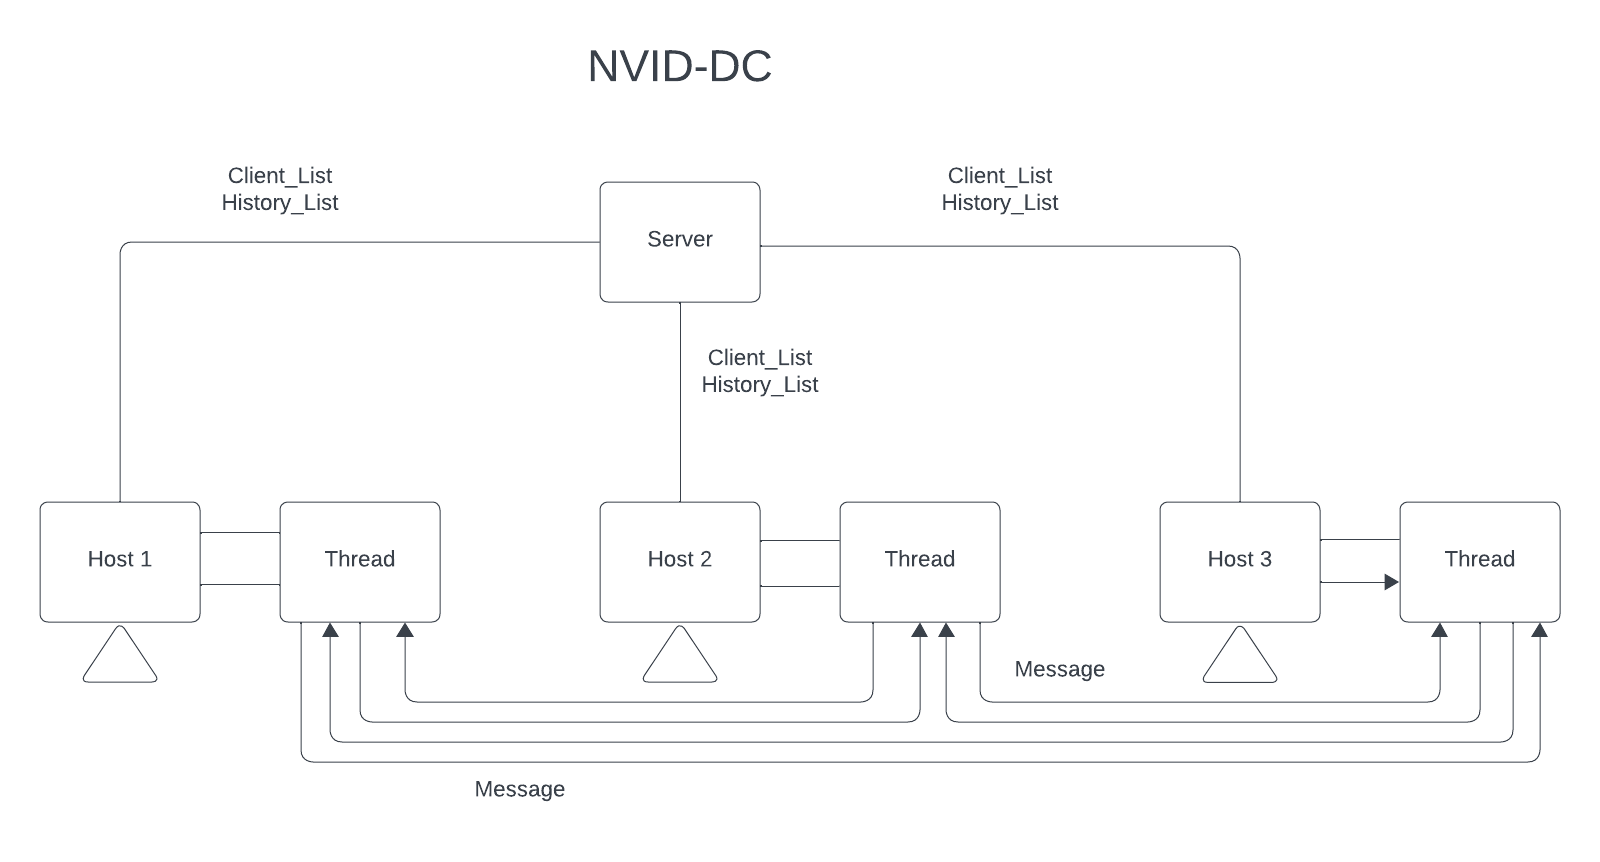 NVID-DC
Client_List
History_List
Client_List
History_List
Server
Client_List
History_List
Host 1
Thread
Host 2
Thread
Host 3
Thread
Message
Message